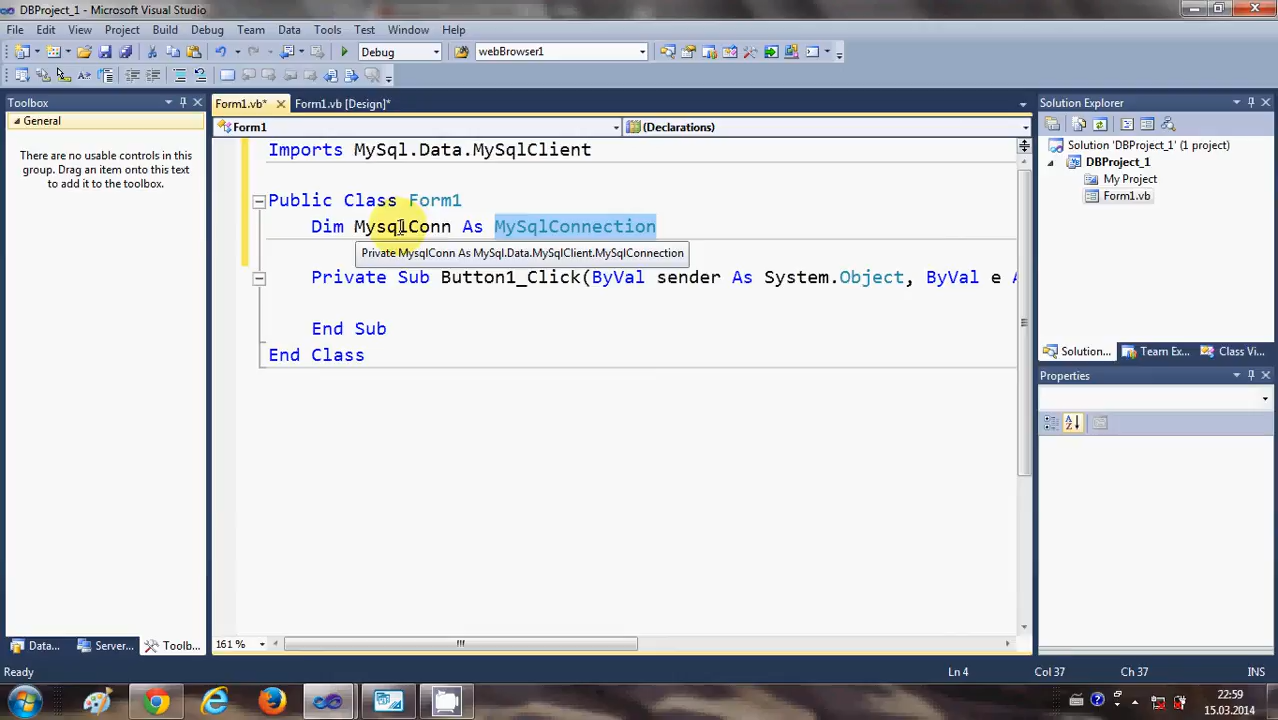 DBProject_1 - Microsoft Visual Studio
File Edit View Project Build Debug Team Data Tools Test Window Help
Debug webBrowser1
Toolbox
General
There are no usable controls in this
group. Drag an item onto this text
to add it to the toolbox.
Data... Server... Toolb...
Form1.vb* Form1.vb [Design]*
Form1 (Declarations)
Imports MySql.Data.MySqlClient
Public Class Form1
Dim MysqlConn As MySqlConnection
Private MysqlConn As MySql.Data.MySqlClient.MySqlConnection
Private Sub Button1_Click(ByVal sender As System.Object, ByVal e A
End Sub
End Class
161 %
Solution Explorer
Solution 'DBProject_1' (1 project)
DBProject_1
My Project
Form1.vb
Solution... Team Ex... Class Vi...
Properties
Ready Ln 4 Col 37 Ch 37 INS
22:59
15.03.2014